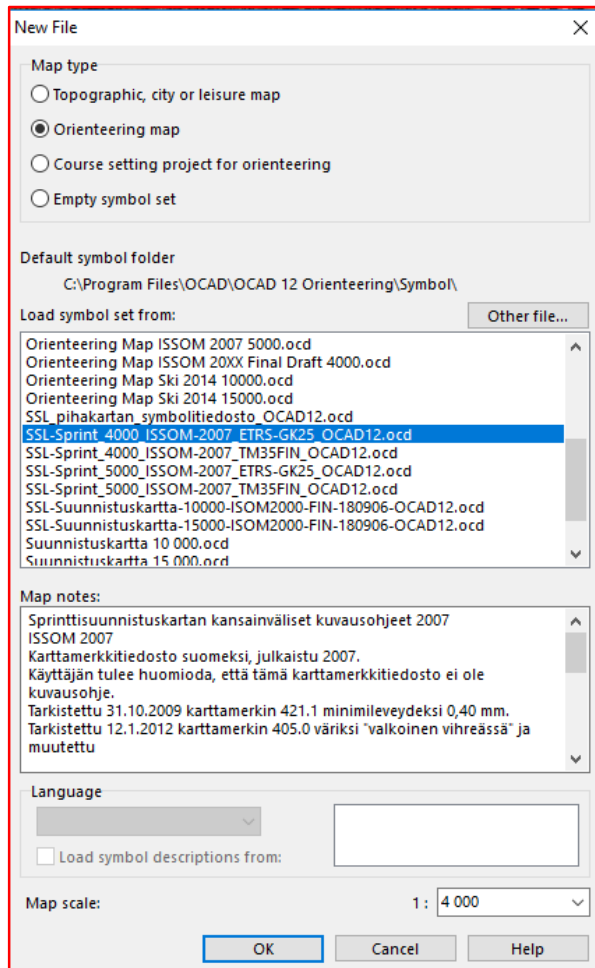 New File
Map type
Topographic, city or leisure map
Orienteering map
Course setting project for orienteering
Empty symbol set
Default symbol folder
C:\Program Files\OCAD\OCAD 12 Orienteering\Symbol\
Load symbol set from:
Other file...
Orienteering Map ISSOM 2007 5000.ocd
Orienteering Map ISSOM 20XX Final Draft 4000.ocd
Orienteering Map Ski 2014 10000.ocd
Orienteering Map Ski 2014 15000.ocd
SSL_pihakartan_symbolitiedosto_OCAD12.ocd
SSL-Sprint_4000_ISSOM-2007_ETRS-GK25_OCAD12.ocd
SSL-Sprint_4000_ISSOM-2007_TM35FIN_OCAD12.ocd
SSL-Sprint_5000_ISSOM-2007_ETRS-GK25_OCAD12.ocd
SSL-Sprint_5000_ISSOM-2007_TM35FIN_OCAD12.ocd
SSL-Suunnistuskartta-10000-ISOM2000-FIN-180906-OCAD12.ocd
SSL-Suunnistuskartta-15000-ISOM2000-FIN-180906-OCAD12.ocd
Suunnistuskartta 10 000.ocd
Suunnistuskartta 15 000.ocd
Map notes:
Sprinttisuunnistuskartan kansainväliset kuvausohjeet 2007
ISSOM 2007
Karttamerkkitiedosto suomeksi, julkaistu 2007.
Käyttäjän tulee huomioda, että tämä karttamerkkitiedosto ei ole
kuvausohje.
Tarkistettu 31.10.2009 karttamerkin 421.1 minimileveydeksi 0,40 mm.
Tarkistettu 12.1.2012 karttamerkin 405.0 väriksi "valkoinen vihreässä" ja
muutettu
Language
Load symbol descriptions from:
Map scale:
1 : 4 000
OK
Cancel
Help